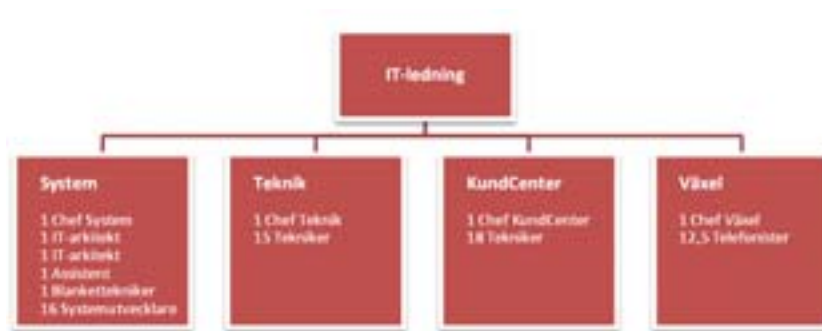 IT-ledning
System
1 Chef System
1 IT-arkitekt
1 IT-arkitekt
1 Assistent
1 Blankettekniker
16 Systemutvecklare
Teknik
1 Chef Teknik
15 Tekniker
KundCenter
1 Chef KundCenter
18 Tekniker
Växel
1 Chef Växel
12,5 Telefonister